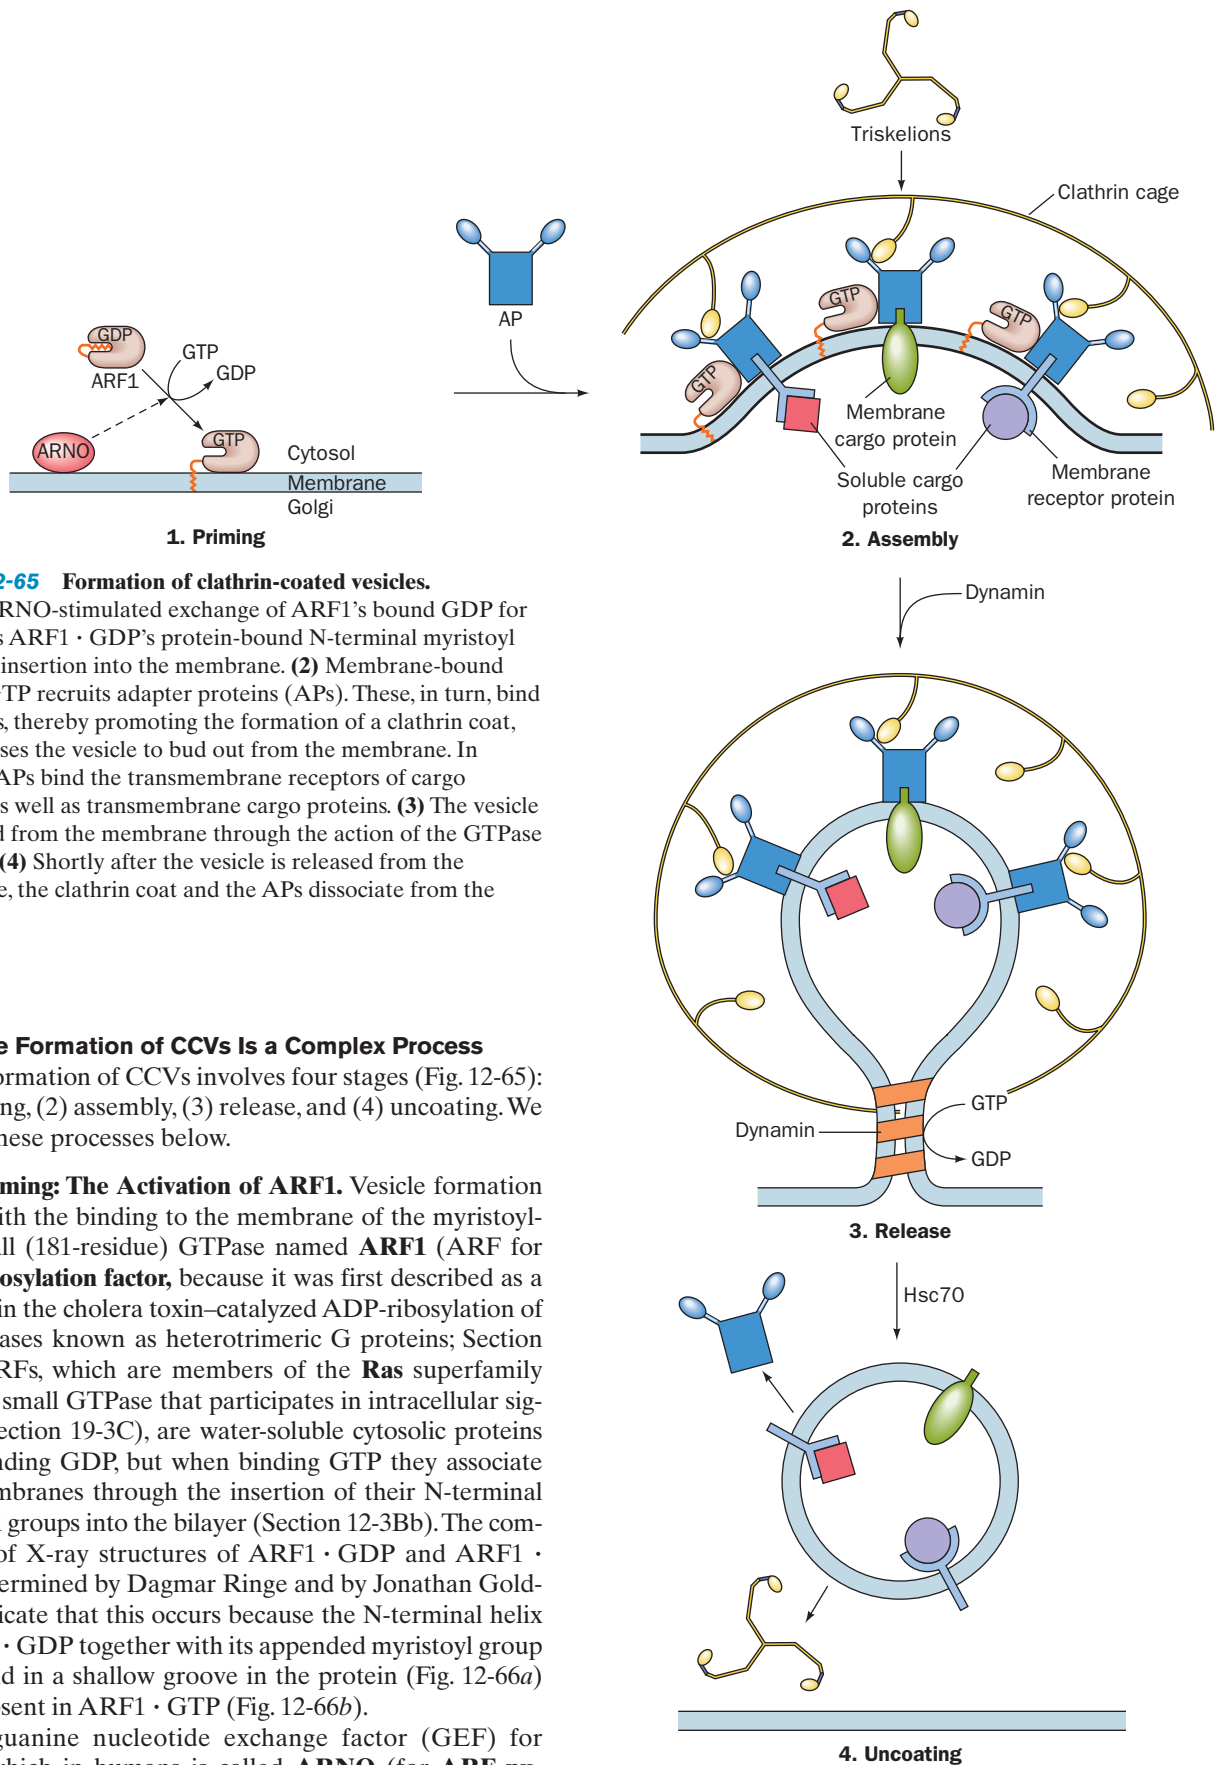 Triskelions
Clathrin cage
AP
GDP
ARF1
GTP
GDP
ARNO
GTP
Cytosol
Membrane
Golgi
1. Priming
GTP
GTP
GTP
Membrane
cargo protein
Soluble cargo
proteins
Membrane
receptor protein
2. Assembly
Dynamin
Dynamin
GTP
GDP
3. Release
Hsc70
4. Uncoating
2-65 Formation of clathrin-coated vesicles.
RNO-stimulated exchange of ARF1's bound GDP for
s ARF1 · GDP's protein-bound N-terminal myristoyl
insertion into the membrane. (2) Membrane-bound
GTP recruits adapter proteins (APs). These, in turn, bind
s, thereby promoting the formation of a clathrin coat,
ses the vesicle to bud out from the membrane. In
APs bind the transmembrane receptors of cargo
s well as transmembrane cargo proteins. (3) The vesicle
d from the membrane through the action of the GTPase
(4) Shortly after the vesicle is released from the
e, the clathrin coat and the APs dissociate from the
e Formation of CCVs Is a Complex Process
ormation of CCVs involves four stages (Fig. 12-65):
ng, (2) assembly, (3) release, and (4) uncoating. We
hese processes below.
ming: The Activation of ARF1. Vesicle formation
ith the binding to the membrane of the myristoyl-
all (181-residue) GTPase named ARF1 (ARF for
osylation factor, because it was first described as a
in the cholera toxin–catalyzed ADP-ribosylation of
ases known as heterotrimeric G proteins; Section
RFs, which are members of the Ras superfamily
small GTPase that participates in intracellular sig-
ection 19-3C), are water-soluble cytosolic proteins
nding GDP, but when binding GTP they associate
mbranes through the insertion of their N-terminal
l groups into the bilayer (Section 12-3Bb). The com-
of X-ray structures of ARF1 · GDP and ARF1 ·
termined by Dagmar Ringe and by Jonathan Gold-
icate that this occurs because the N-terminal helix
· GDP together with its appended myristoyl group
d in a shallow groove in the protein (Fig. 12-66a)
bsent in ARF1 · GTP (Fig. 12-66b).
guanine nucleotide exchange factor (GEF) for
which in humans is called ARNO (for ARF